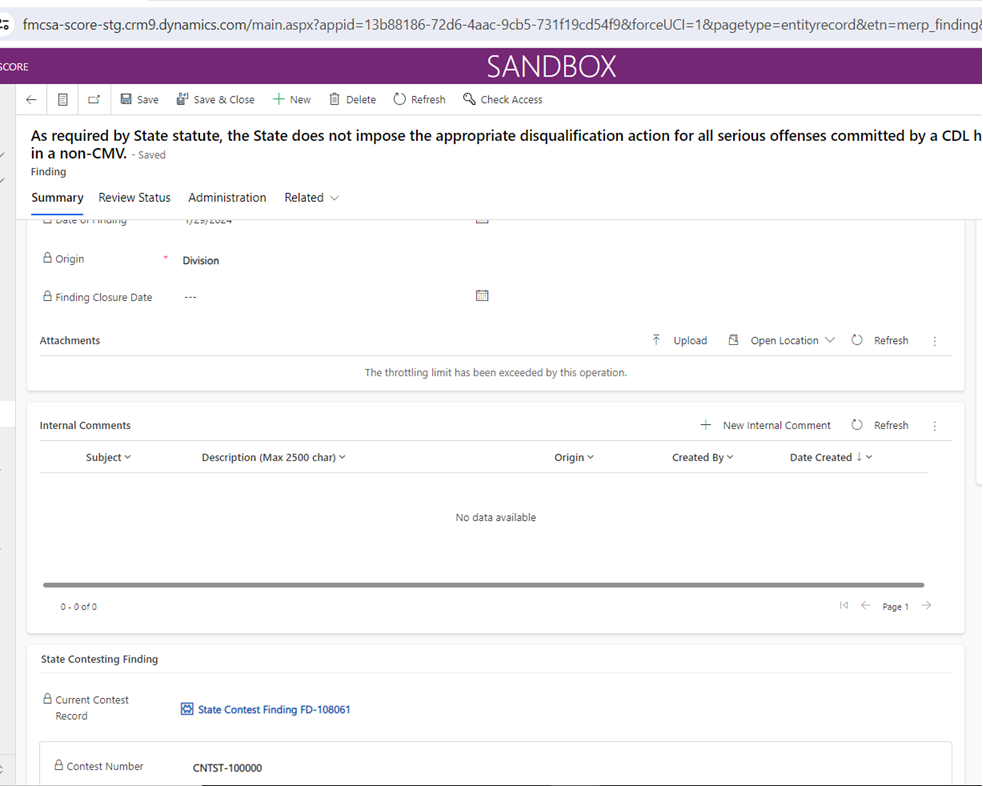 fmcsa-score-stg.crm9.dynamics.com/main.aspx?appid=13b88186-72d6-4aac-9cb5-731f19cd54f9&forceUCI=1&pagetype=entityrecord&etn=merp_finding&
SCORE SANDBOX
Save Save & Close New Delete Refresh Check Access
As required by State statute, the State does not impose the appropriate disqualification action for all serious offenses committed by a CDL h
in a non-CMV. - Saved
Finding
Summary Review Status Administration Related
Date of Finding 1/29/2024
Origin * Division
Finding Closure Date ---
Attachments Upload Open Location Refresh
The throttling limit has been exceeded by this operation.
Internal Comments New Internal Comment Refresh
Subject Description (Max 2500 char) Origin Created By Date Created
No data available
0 - 0 of 0 Page 1
State Contesting Finding
Current Contest
Record
State Contest Finding FD-108061
Contest Number CNTST-100000